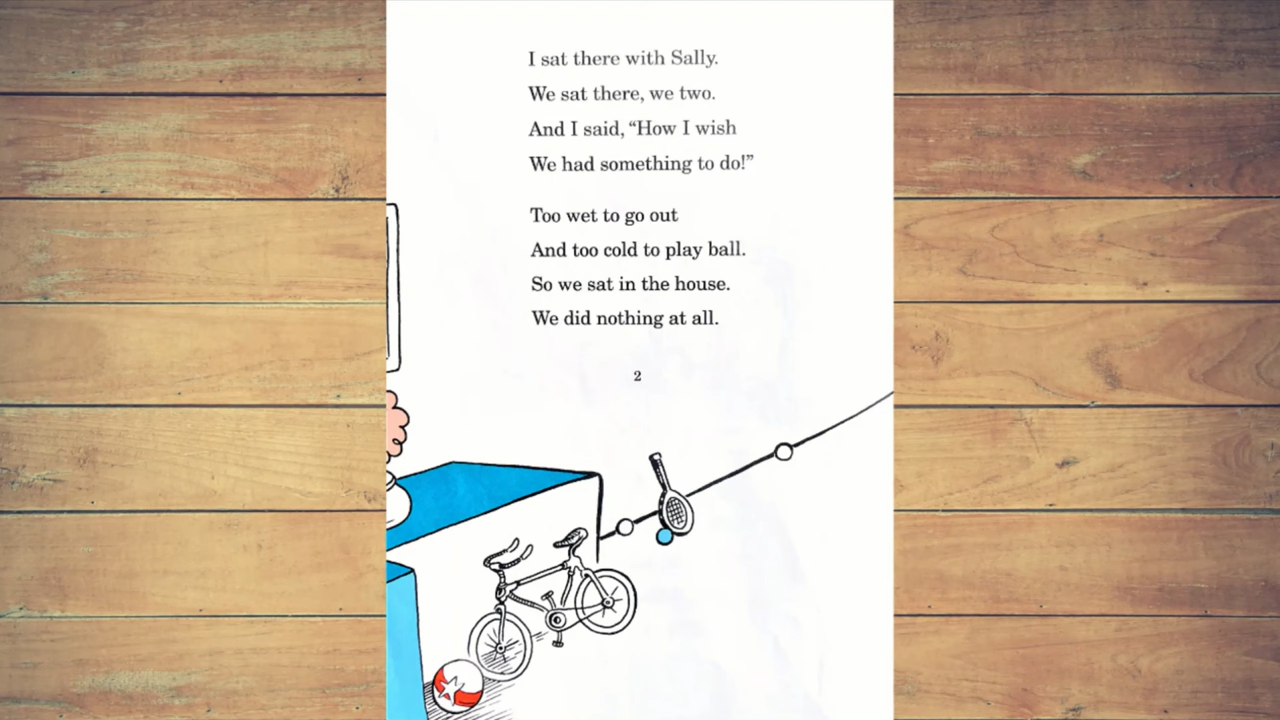 I sat there with Sally.
We sat there, we two.
And I said, “How I wish
We had something to do!”
Too wet to go out
And too cold to play ball.
So we sat in the house.
We did nothing at all.
2